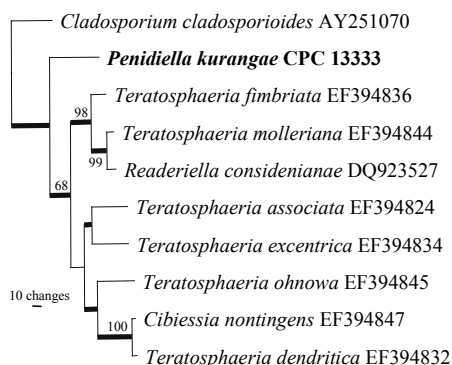 Cladosporium cladosporioides AY251070
Penidiella kurangae CPC 13333
98
Teratosphaeria fimbriata EF394836
Teratosphaeria molleriana EF394844
99
Readeriella considenianae DQ923527
68
Teratosphaeria associata EF394824
Teratosphaeria excentrica EF394834
Teratosphaeria ohnowa EF394845
10 changes
100
Cibiessia nontingens EF394847
Teratosphaeria dendritica EF394832